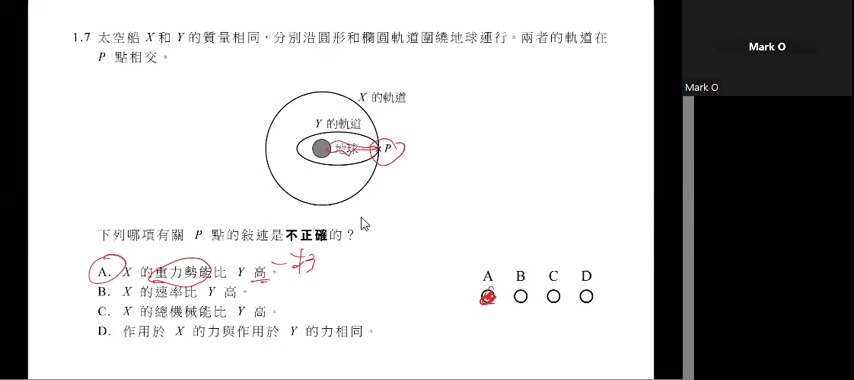 1.7 太空船 X 和 Y 的質量相同，分別沿圓形和橢圓軌道圍繞地球運行。兩者的軌道在
P 點相交。
Mark O
Mark O
X 的軌道
Y 的軌道
地球
P
下列哪項有關 P 點的敍述是不正確的？
A. X 的重力勢能比 Y 高。一樣
B. X 的速率比 Y 高。
C. X 的總機械能比 Y 高。
D. 作用於 X 的力與作用於 Y 的力相同。
A B C D